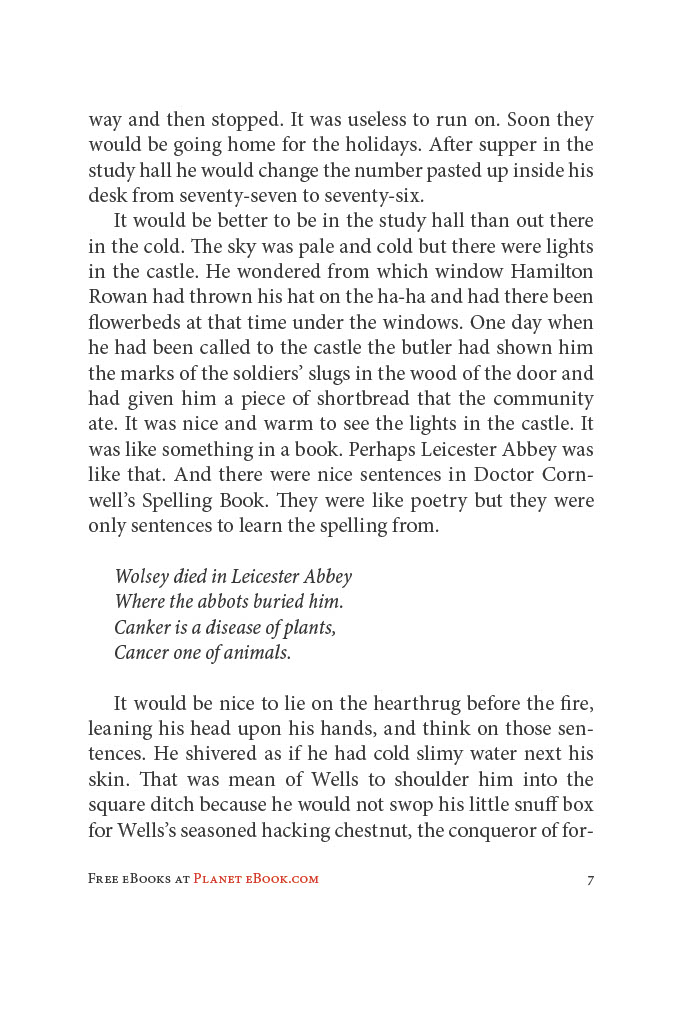 way and then stopped. It was useless to run on. Soon they
would be going home for the holidays. After supper in the
study hall he would change the number pasted up inside his
desk from seventy-seven to seventy-six.
It would be better to be in the study hall than out there
in the cold. The sky was pale and cold but there were lights
in the castle. He wondered from which window Hamilton
Rowan had thrown his hat on the ha-ha and had there been
flowerbeds at that time under the windows. One day when
he had been called to the castle the butler had shown him
the marks of the soldiers’ slugs in the wood of the door and
had given him a piece of shortbread that the community
ate. It was nice and warm to see the lights in the castle. It
was like something in a book. Perhaps Leicester Abbey was
like that. And there were nice sentences in Doctor Corn-
well’s Spelling Book. They were like poetry but they were
only sentences to learn the spelling from.
Wolsey died in Leicester Abbey
Where the abbots buried him.
Canker is a disease of plants,
Cancer one of animals.
It would be nice to lie on the hearthrug before the fire,
leaning his head upon his hands, and think on those sen-
tences. He shivered as if he had cold slimy water next his
skin. That was mean of Wells to shoulder him into the
square ditch because he would not swop his little snuff box
for Wells’s seasoned hacking chestnut, the conqueror of for-
Free eBooks at Planet eBook.com 7